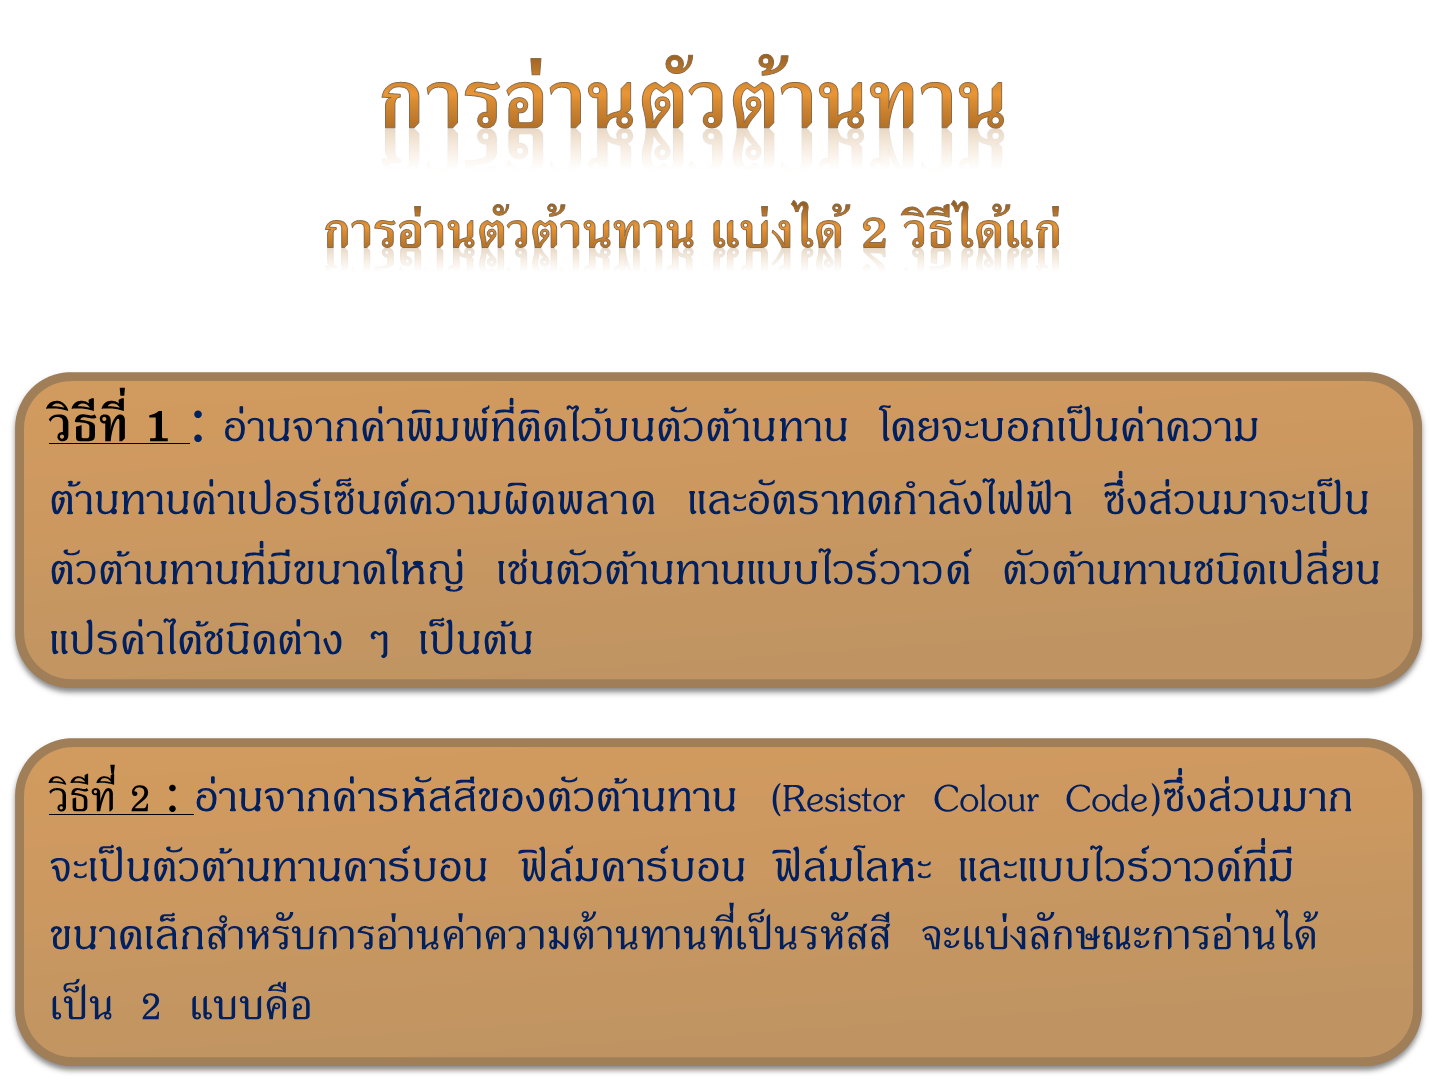 การอ่านตัวต้านทาน
การอ่านตัวต้านทาน แบ่งได้ 2 วิธีได้แก่
วิธีที่ 1 : อ่านจากค่าพิมพ์ที่ติดไว้บนตัวต้านทาน โดยจะบอกเป็นค่าความ
ต้านทานค่าเปอร์เซ็นต์ความผิดพลาด และอัตราทดกำลังไฟฟ้า ซึ่งส่วนมาจะเป็น
ตัวต้านทานที่มีขนาดใหญ่ เช่นตัวต้านทานแบบไวร์วาวด์ ตัวต้านทานชนิดเปลี่ยน
แปรค่าได้ชนิดต่าง ๆ เป็นต้น
วิธีที่ 2 : อ่านจากค่ารหัสสีของตัวต้านทาน (Resistor Colour Code)ซึ่งส่วนมาก
จะเป็นตัวต้านทานคาร์บอน ฟิล์มคาร์บอน ฟิล์มโลหะ และแบบไวร์วาวด์ที่มี
ขนาดเล็กสำหรับการอ่านค่าความต้านทานที่เป็นรหัสสี จะแบ่งลักษณะการอ่านได้
เป็น 2 แบบคือ